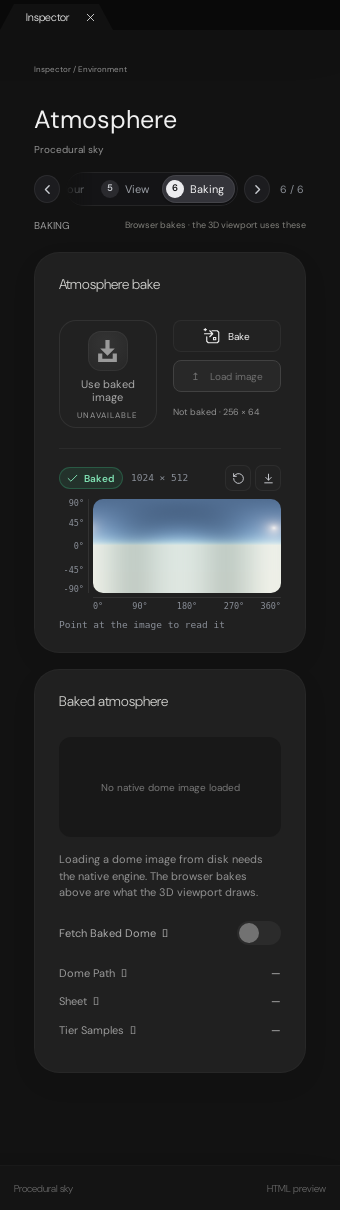 Inspector
Inspector / Environment
Atmosphere
Procedural sky
our 5 View 6 Baking 6 / 6
BAKING Browser bakes · the 3D viewport uses these
Atmosphere bake
Use baked
image
UNAVAILABLE
Bake
Load image
Not baked · 256 × 64
Baked 1024 × 512
90°
45°
0°
-45°
-90°
0° 90° 180° 270° 360°
Point at the image to read it
Baked atmosphere
No native dome image loaded
Loading a dome image from disk needs
the native engine. The browser bakes
above are what the 3D viewport draws.
Fetch Baked Dome
Dome Path —
Sheet —
Tier Samples —
Procedural sky HTML preview